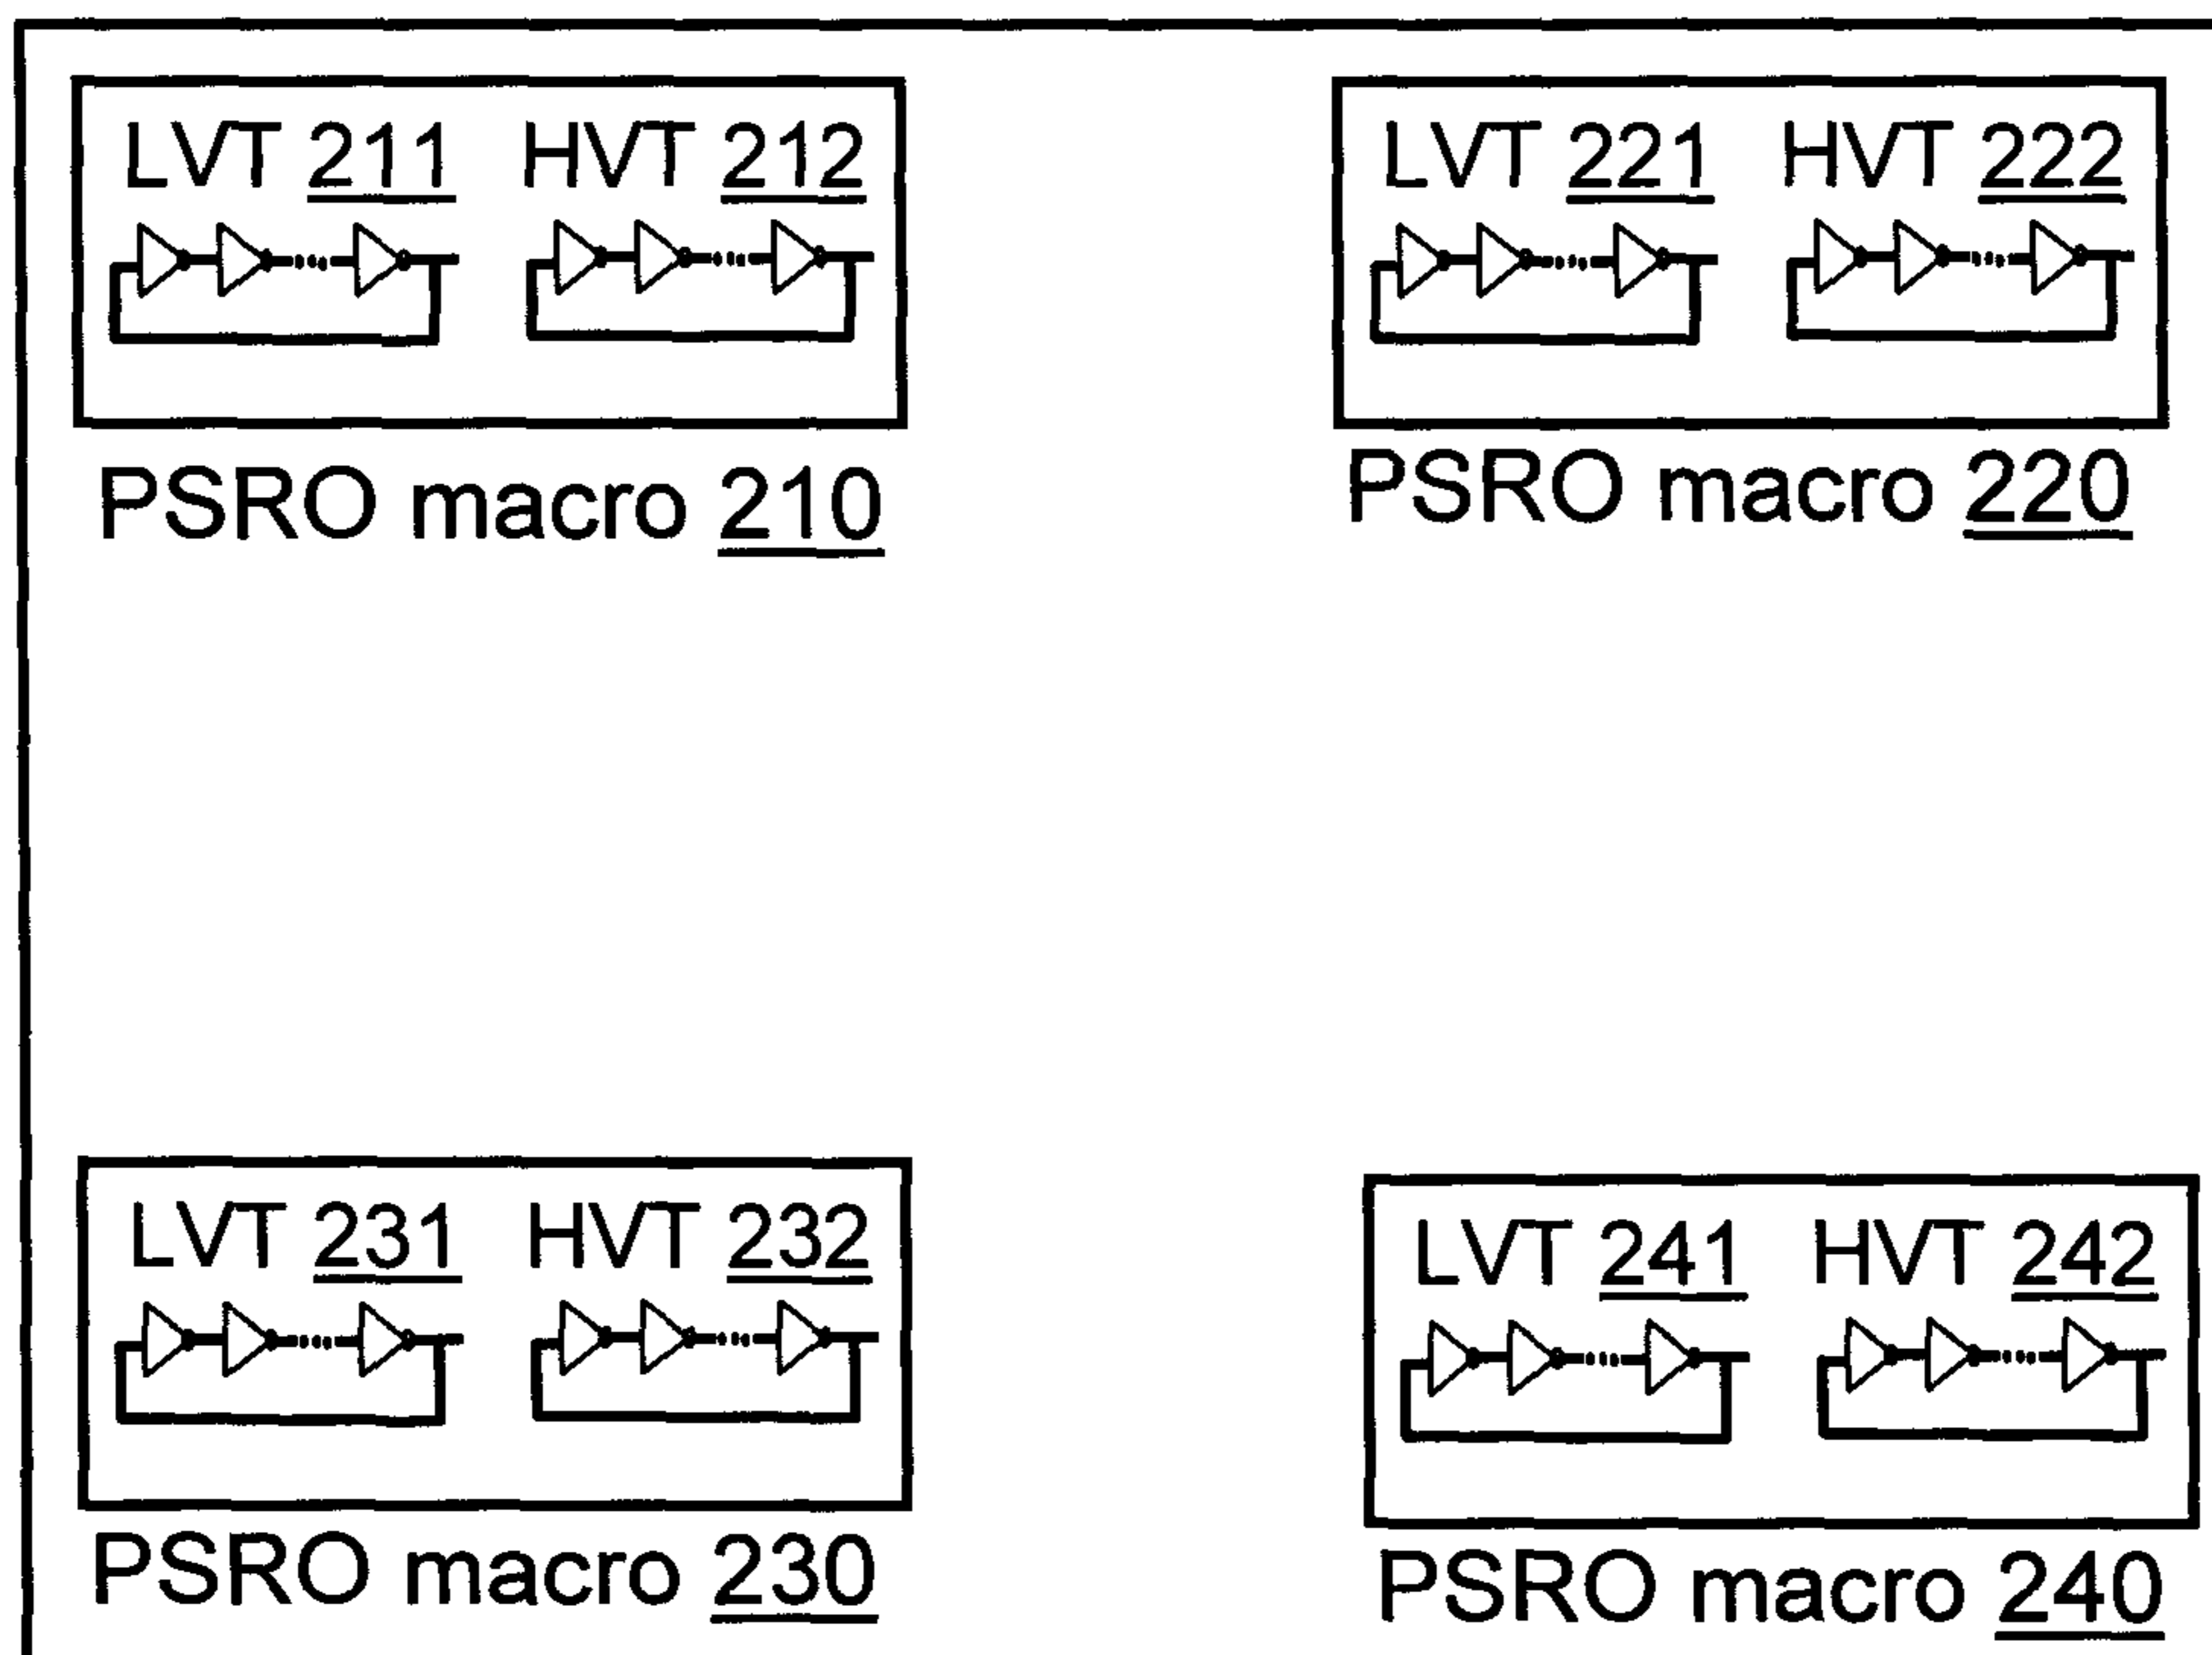 LVT 211 HVT 212
PSRO macro 210
LVT 221 HVT 222
PSRO macro 220
LVT 231 HVT 232
PSRO macro 230
LVT 241 HVT 242
PSRO macro 240